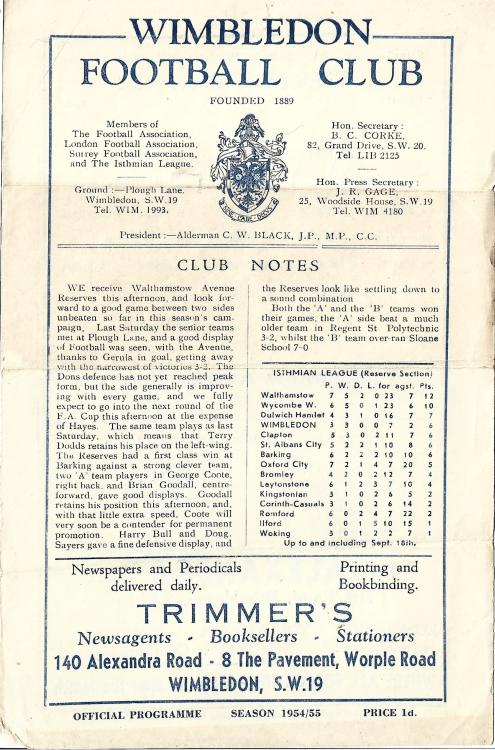 WIMBLEDON
FOOTBALL CLUB
FOUNDED 1889
Members of
The Football Association,
London Football Association,
Surrey Football Association,
and The Isthmian League.
Ground :—Plough Lane.
Wimbledon, S.W.19
Tel. WIM. 1993.
Hon. Secretary :
B. C. CORKE,
82, Grand Drive, S.W. 20.
Tel. LIB 2125
Hon. Press Secretary :
J. R. GAGE,
25, Woodside House, S.W.19
Tel. WIM 4180
President :—Alderman C. W. BLACK, J.P., M.P., C.C.
CLUB NOTES
WE receive Walthamstow Avenue
Reserves this afternoon, and look for-
ward to a good game between two sides
unbeaten so far in this season's cam-
paign, Last Saturday the senior teams
met at Plough Lane, and a good display
of Football was seen, with the Avenue,
thanks to Gerula in goal, getting away
with the narrowest of victories 3-2. The
Dons defence has not yet reached peak
form, but the side generally is improv-
ing with every game, and we fully
expect to go into the next round of the
F.A. Cup this afternoon at the expense
of Hayes. The same team plays as last
Saturday, which means that Terry
Dodds retains his place on the left-wing.
The Reserves had a first class win at
Barking against a strong clever team,
two 'A' team players in George Coote,
right back, and Brian Goodall, centre-
forward, gave good displays. Goodall
retains his position this afternoon, and,
with that little extra speed, Coote will
very soon be a contender for permanent
promotion. Harry Bull and Doug.
Sayers gave a fine defensive display, and
the Reserves look like settling down to
a sound combination
Both the 'A' and the 'B' teams won
their games, the 'A' side beat a much
older team in Regent St Polytechnic
3-2, whilst the 'B' team over-ran Sloane
School 7-0
ISTHMIAN LEAGUE (Reserve Section)
P. W. D. L. for agst. Pts.
Walthamstow 7 5 2 0 23 7 12
Wycombe W. 6 5 0 1 23 6 10
Dulwich Hamlet 4 3 1 0 16 7 7
WIMBLEDON 3 3 0 0 7 2 6
Clapton 5 3 0 2 11 7 6
St. Albans City 5 2 2 1 10 8 6
Barking 6 2 2 2 10 10 6
Oxford City 7 2 1 4 7 20 5
Bromley 4 2 0 2 12 7 4
Leytonstone 6 1 2 3 7 10 4
Kingstonian 3 1 0 2 6 5 2
Corinth-Casuals 3 1 0 2 6 14 2
Romford 6 0 2 4 7 22 2
Ilford 6 0 1 5 10 15 1
Woking 3 0 1 2 2 7 1
Up to and including Sept. 18th.
Newspapers and Periodicals
delivered daily.
Printing and
Bookbinding.
TRIMMER'S
Newsagents - Booksellers - Stationers
140 Alexandra Road - 8 The Pavement, Worple Road
WIMBLEDON, S.W.19
OFFICIAL PROGRAMME SEASON 1954/55 PRICE 1d.